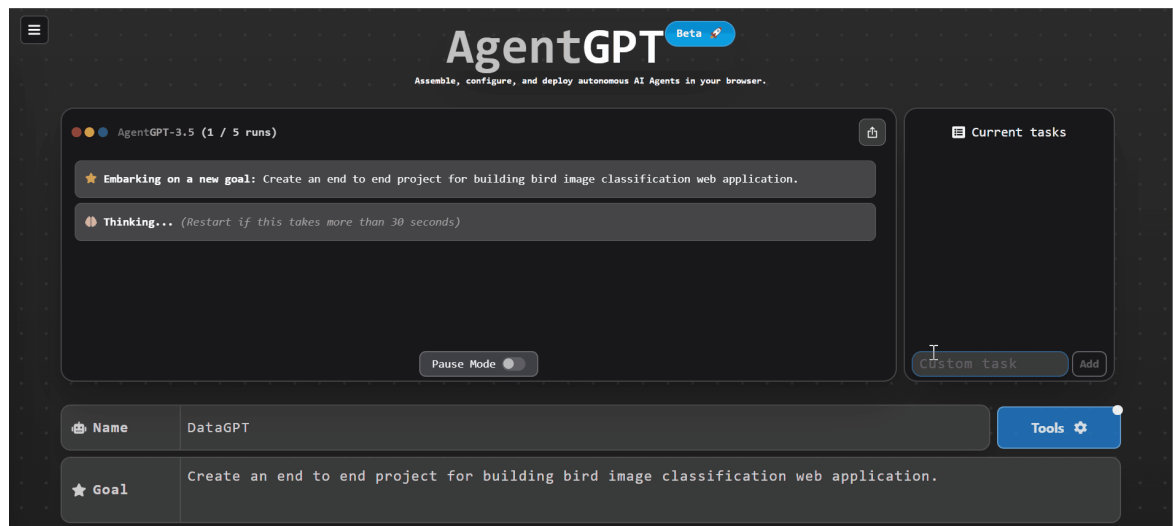 AgentGPT Beta 🚀
Assemble, configure, and deploy autonomous AI Agents in your browser.
AgentGPT-3.5 (1 / 5 runs)
Embarking on a new goal: Create an end to end project for building bird image classification web application.
Thinking... (Restart if this takes more than 30 seconds)
Pause Mode
Current tasks
Custom task
Add
Name
DataGPT
Tools
Goal
Create an end to end project for building bird image classification web application.